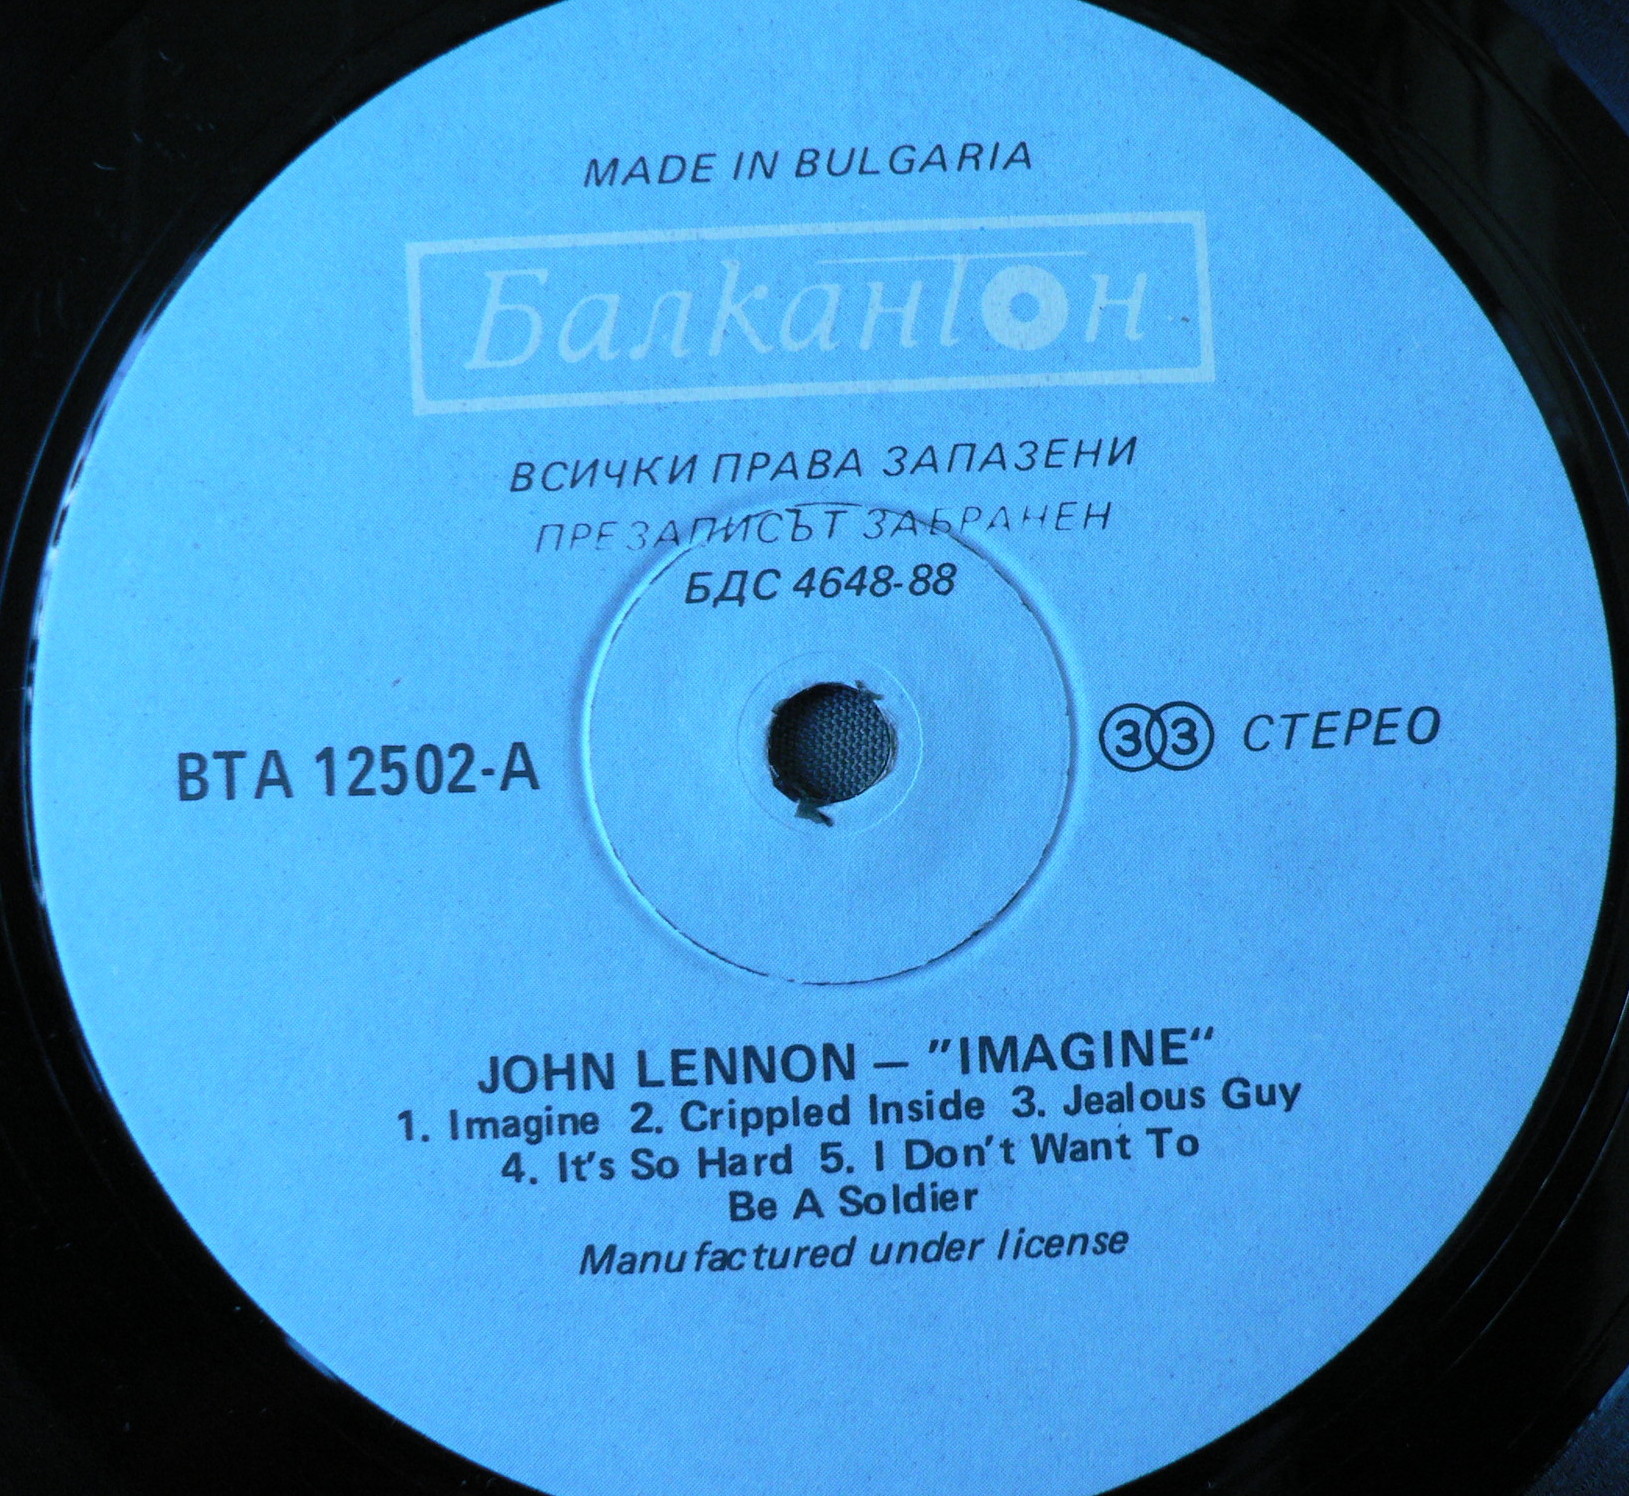 MADE IN BULGARIA
Балкантон
ВСИЧКИ ПРАВА ЗАПАЗЕНИ
ПРЕЗАПИСЪТ ЗАБРАНЕН
БДС 4648-88
ВТА 12502-А
33 СТЕРЕО
JOHN LENNON — "IMAGINE"
1. Imagine 2. Crippled Inside 3. Jealous Guy
4. It's So Hard 5. I Don't Want To
Be A Soldier
Manufactured under license